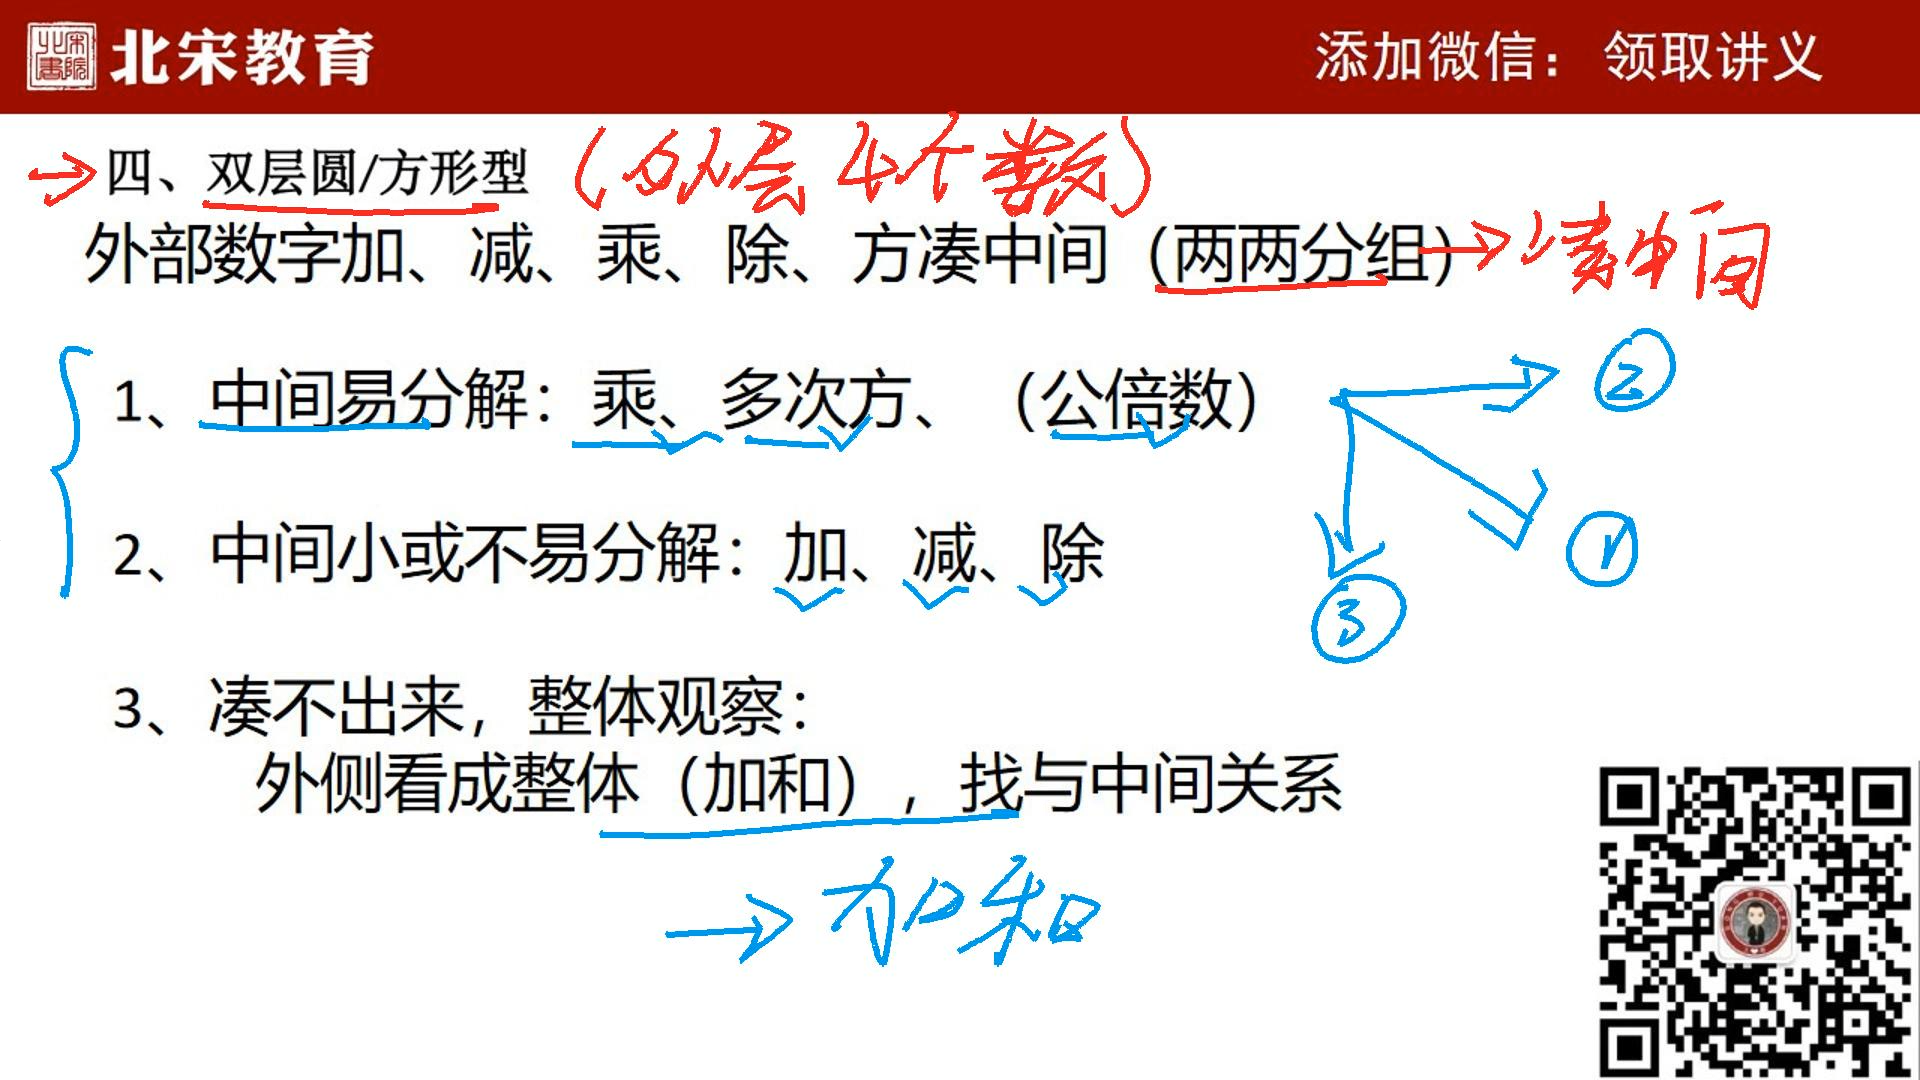 北宋教育
添加微信： 领取讲义
四、双层圆/方形型（外层4个数）
外部数字加、减、乘、除、方凑中间（两两分组）→凑中间
1、中间易分解：乘、多次方、（公倍数）
②
2、中间小或不易分解：加、减、除
①
③
3、凑不出来，整体观察：
外侧看成整体（加和），找与中间关系
→加和